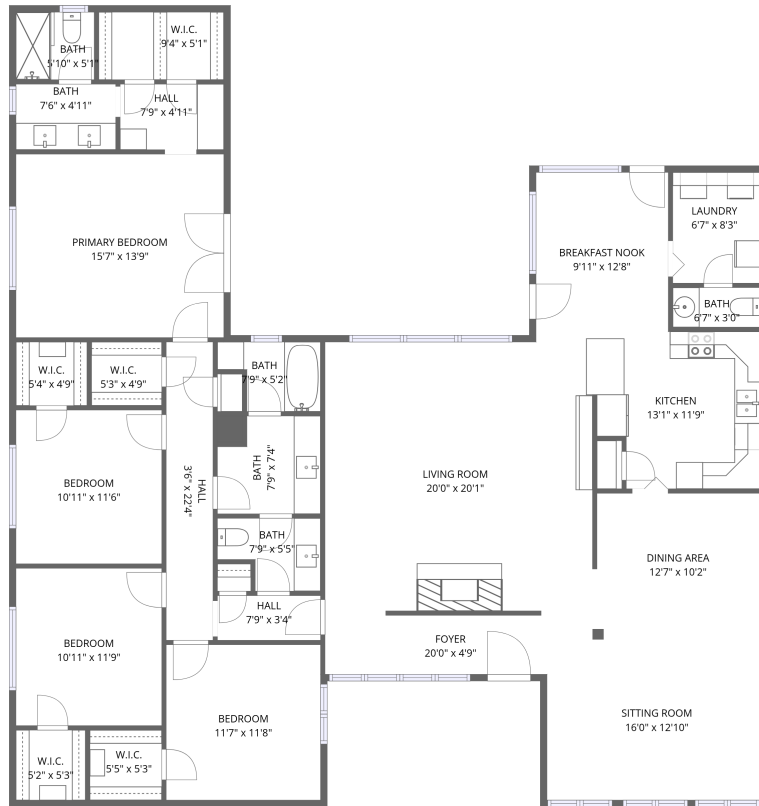 W.I.C.
9'4" x 5'1"
BATH
5'10" x 5'1"
BATH
7'6" x 4'11"
HALL
7'9" x 4'11"
PRIMARY BEDROOM
15'7" x 13'9"
LAUNDRY
6'7" x 8'3"
BREAKFAST NOOK
9'11" x 12'8"
BATH
6'7" x 3'0"
W.I.C.
5'4" x 4'9"
W.I.C.
5'3" x 4'9"
BATH
7'9" x 5'2"
KITCHEN
13'1" x 11'9"
BEDROOM
10'11" x 11'6"
HALL
3'6" x 22'4"
BATH
7'9" x 7'4"
LIVING ROOM
20'0" x 20'1"
BATH
7'9" x 5'5"
DINING AREA
12'7" x 10'2"
HALL
7'9" x 3'4"
BEDROOM
10'11" x 11'9"
FOYER
20'0" x 4'9"
BEDROOM
11'7" x 11'8"
SITTING ROOM
16'0" x 12'10"
W.I.C.
5'2" x 5'3"
W.I.C.
5'5" x 5'3"